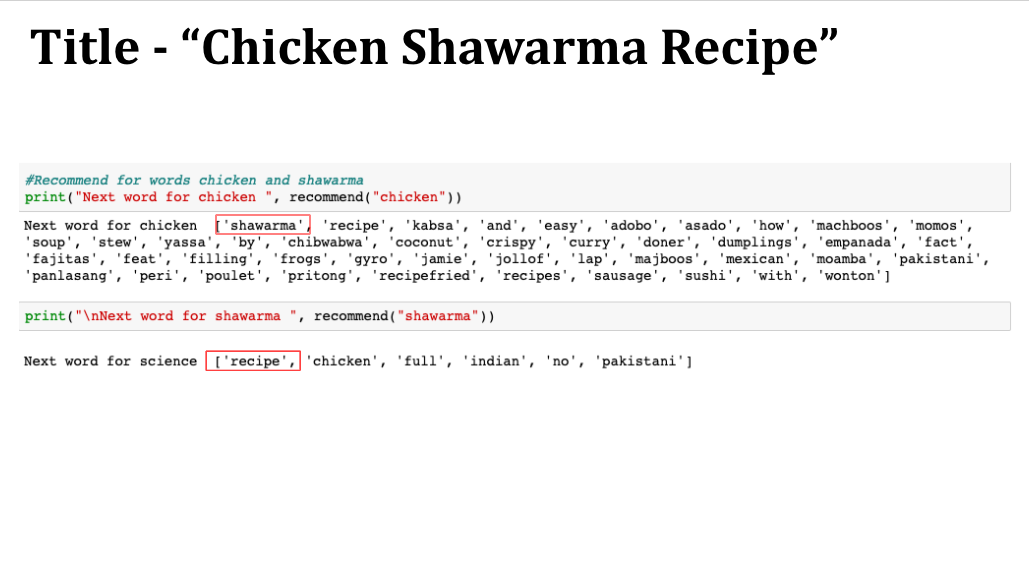 Title - “Chicken Shawarma Recipe”
#Recommend for words chicken and shawarma
print("Next word for chicken ", recommend("chicken"))
Next word for chicken  ['shawarma', 'recipe', 'kabsa', 'and', 'easy', 'adobo', 'asado', 'how', 'machboos', 'momos',
'soup', 'stew', 'yassa', 'by', 'chibwabwa', 'coconut', 'crispy', 'curry', 'doner', 'dumplings', 'empanada', 'fact',
'fajitas', 'feat', 'filling', 'frogs', 'gyro', 'jamie', 'jollof', 'lap', 'majboos', 'mexican', 'moamba', 'pakistani',
'panlasang', 'peri', 'poulet', 'pritong', 'recipefried', 'recipes', 'sausage', 'sushi', 'with', 'wonton']
print("\nNext word for shawarma ", recommend("shawarma"))
Next word for science  ['recipe', 'chicken', 'full', 'indian', 'no', 'pakistani']